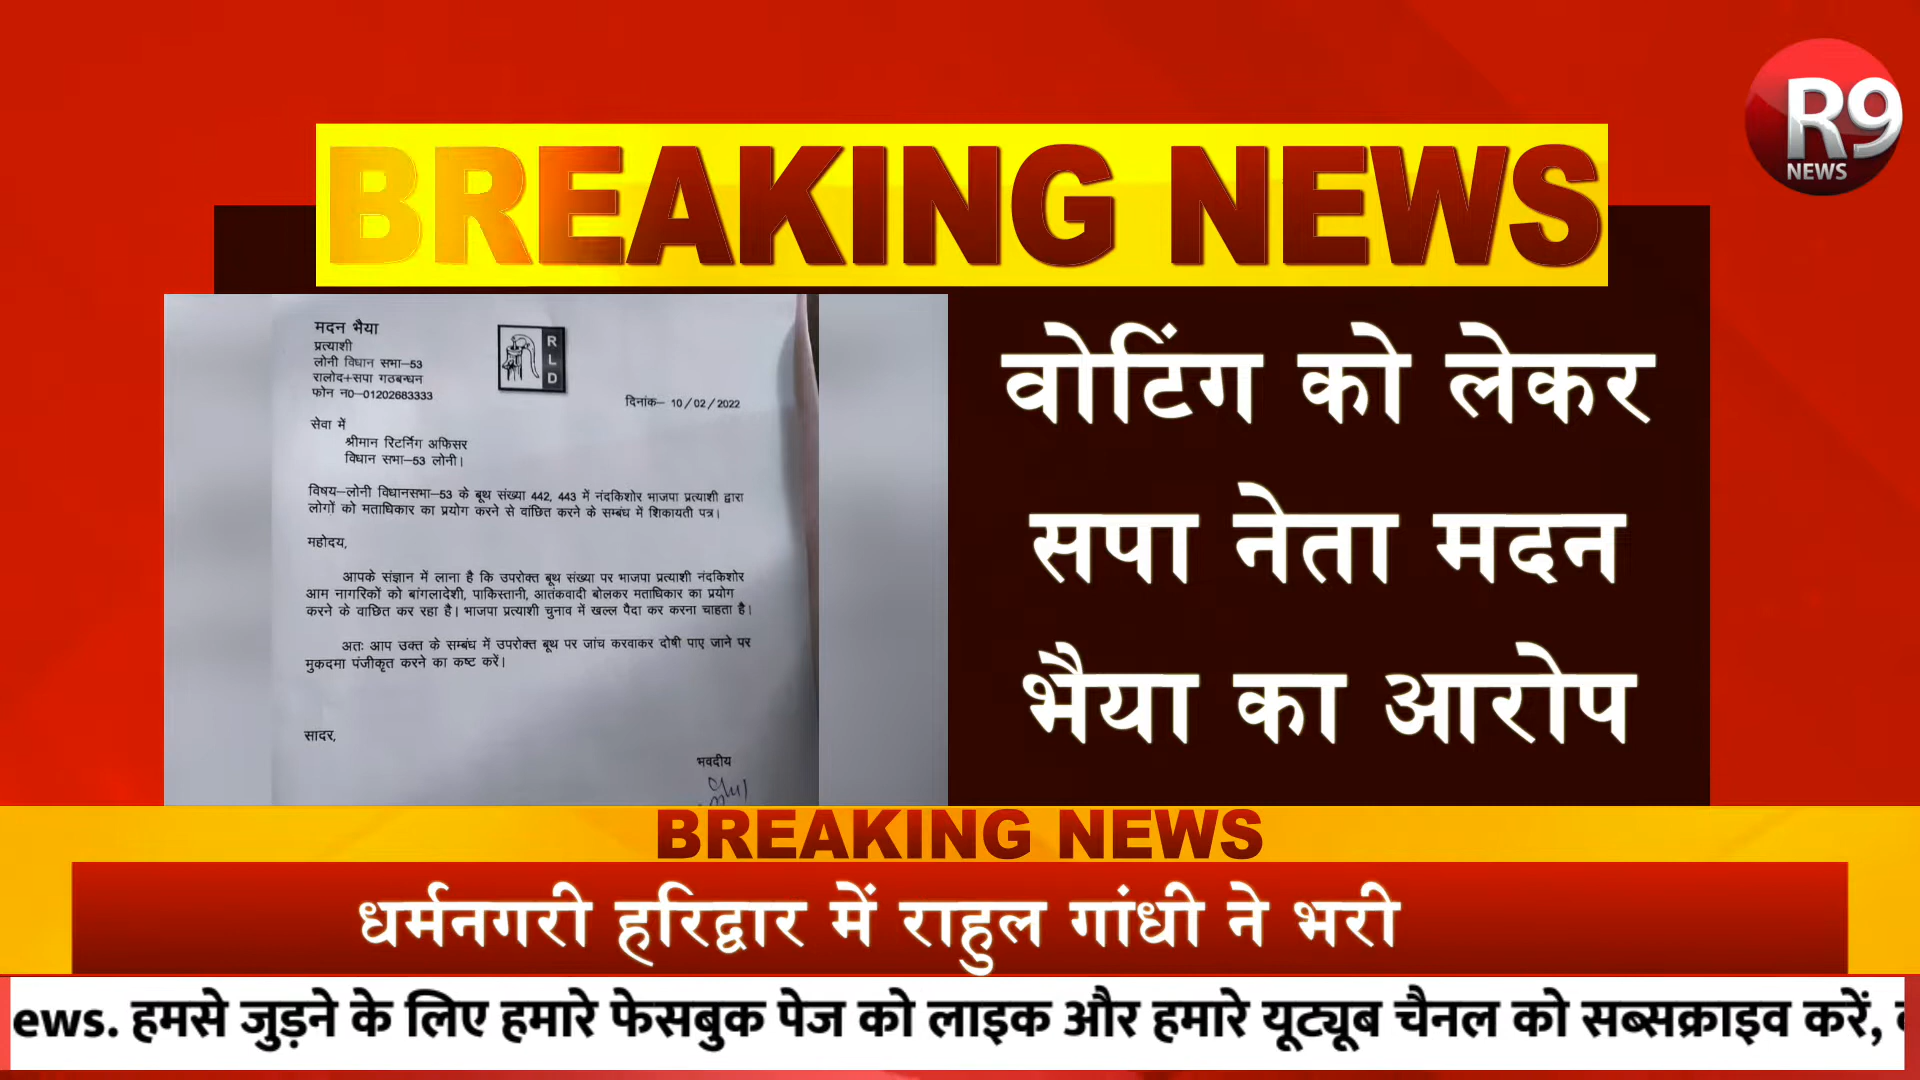 R9
NEWS
BREAKING NEWS
मदन भैया
प्रत्याशी
लोनी विधान सभा–53
रालोद+सपा गठबन्धन
फोन न0–01202683333
R
L
D
दिनांक– 10/02/2022
सेवा में
श्रीमान रिटर्निग अफिसर
विधान सभा–53 लोनी।
विषय–लोनी विधानसभा–53 के बूथ संख्या 442, 443 में नंदकिशोर भाजपा प्रत्याशी द्वारा
लोगों को मताधिकार का प्रयोग करने से वांछित करने के सम्बंध में शिकायती पत्र।
महोदय,
आपके संज्ञान में लाना है कि उपरोक्त बूथ संख्या पर भाजपा प्रत्याशी नंदकिशोर
आम नागरिकों को बांगलादेशी, पाकिस्तानी, आतंकवादी बोलकर मताधिकार का प्रयोग
करने के वाछित कर रहा है। भाजपा प्रत्याशी चुनाव में खल्ल पैदा कर करना चाहता है।
अतः आप उक्त के सम्बंध में उपरोक्त बूथ पर जांच करवाकर दोषी पाए जाने पर
मुकदमा पंजीकृत करने का कष्ट करें।
सादर,
भवदीय
वोटिंग को लेकर
सपा नेता मदन
भैया का आरोप
BREAKING NEWS
धर्मनगरी हरिद्वार में राहुल गांधी ने भरी
ews. हमसे जुड़ने के लिए हमारे फेसबुक पेज को लाइक और हमारे यूट्यूब चैनल को सब्सक्राइव करें,